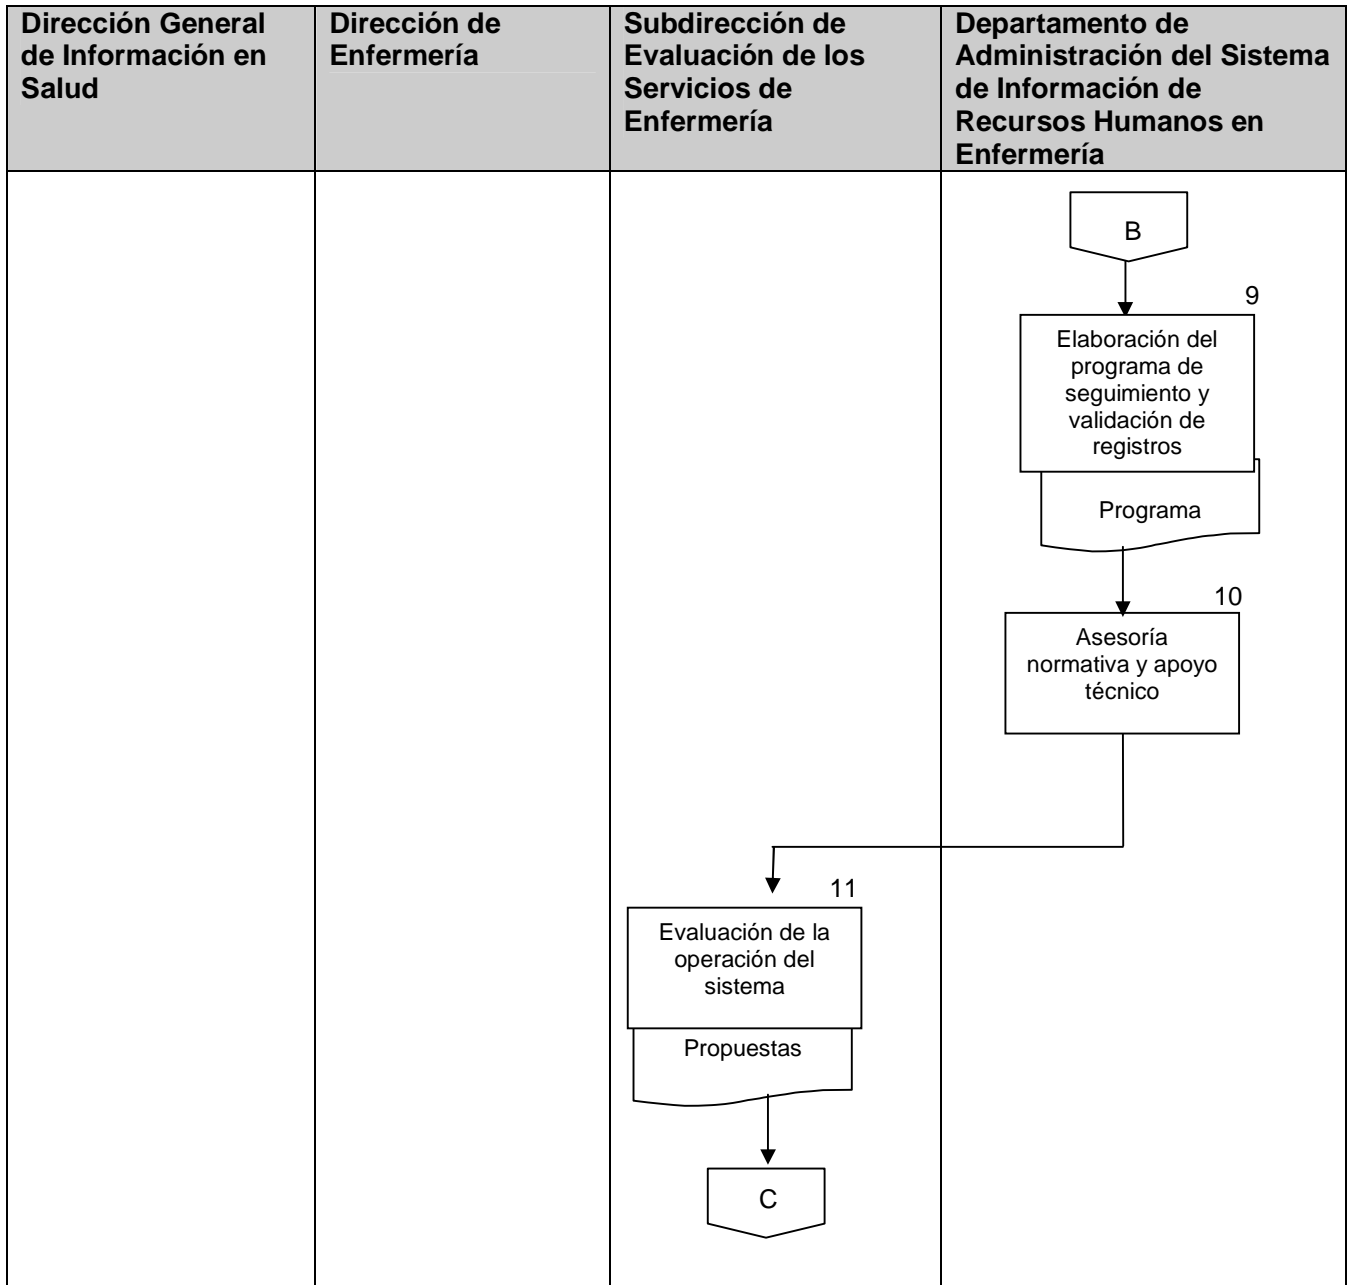 Dirección General
de Información en
Salud
Dirección de
Enfermería
Subdirección de
Evaluación de los
Servicios de
Enfermería
Departamento de
Administración del Sistema
de Información de
Recursos Humanos en
Enfermería
B
9
Elaboración del
programa de
seguimiento y
validación de
registros
Programa
10
Asesoría
normativa y apoyo
técnico
11
Evaluación de la
operación del
sistema
Propuestas
C